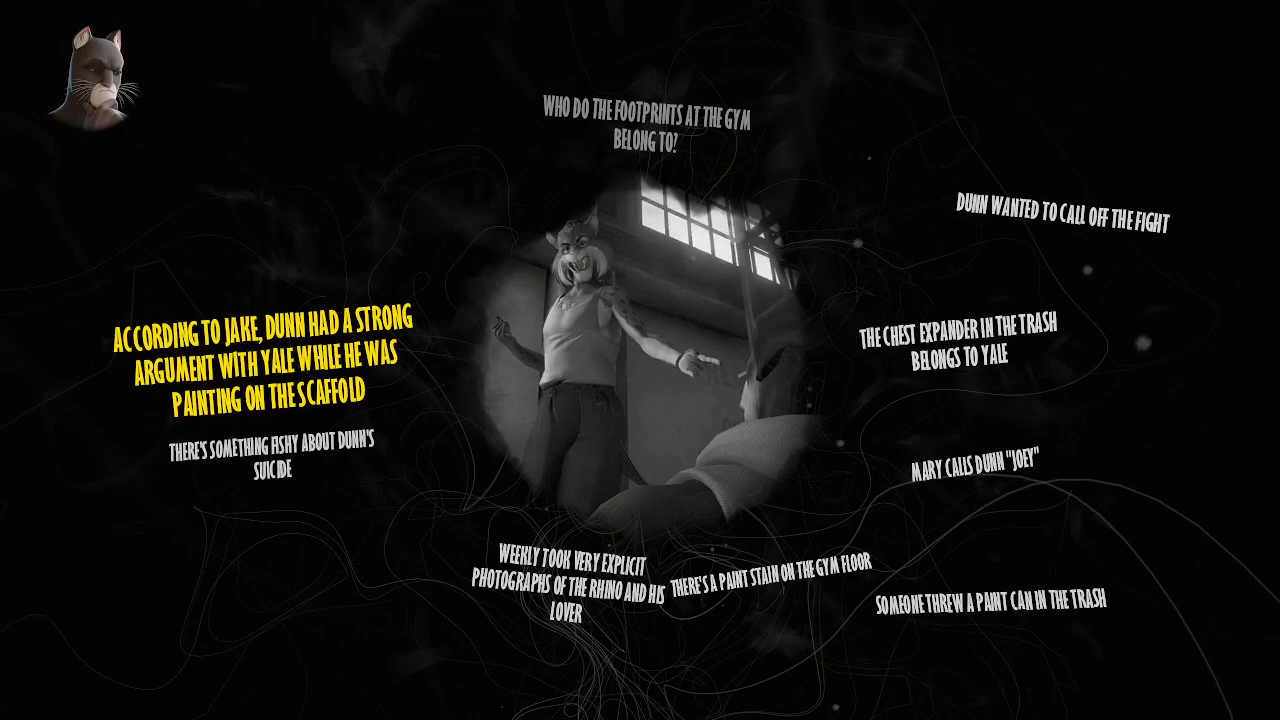 WHO DO THE FOOTPRINTS AT THE GYM
BELONG TO?
DUNN WANTED TO CALL OFF THE FIGHT
ACCORDING TO JAKE, DUNN HAD A STRONG
ARGUMENT WITH YALE WHILE HE WAS
PAINTING ON THE SCAFFOLD
THE CHEST EXPANDER IN THE TRASH
BELONGS TO YALE
THERE'S SOMETHING FISHY ABOUT DUNN'S
SUICIDE
MARY CALLS DUNN "JOEY"
WEEKLY TOOK VERY EXPLICIT
PHOTOGRAPHS OF THE RHINO AND HIS
LOVER
THERE'S A PAINT STAIN ON THE GYM FLOOR
SOMEONE THREW A PAINT CAN IN THE TRASH